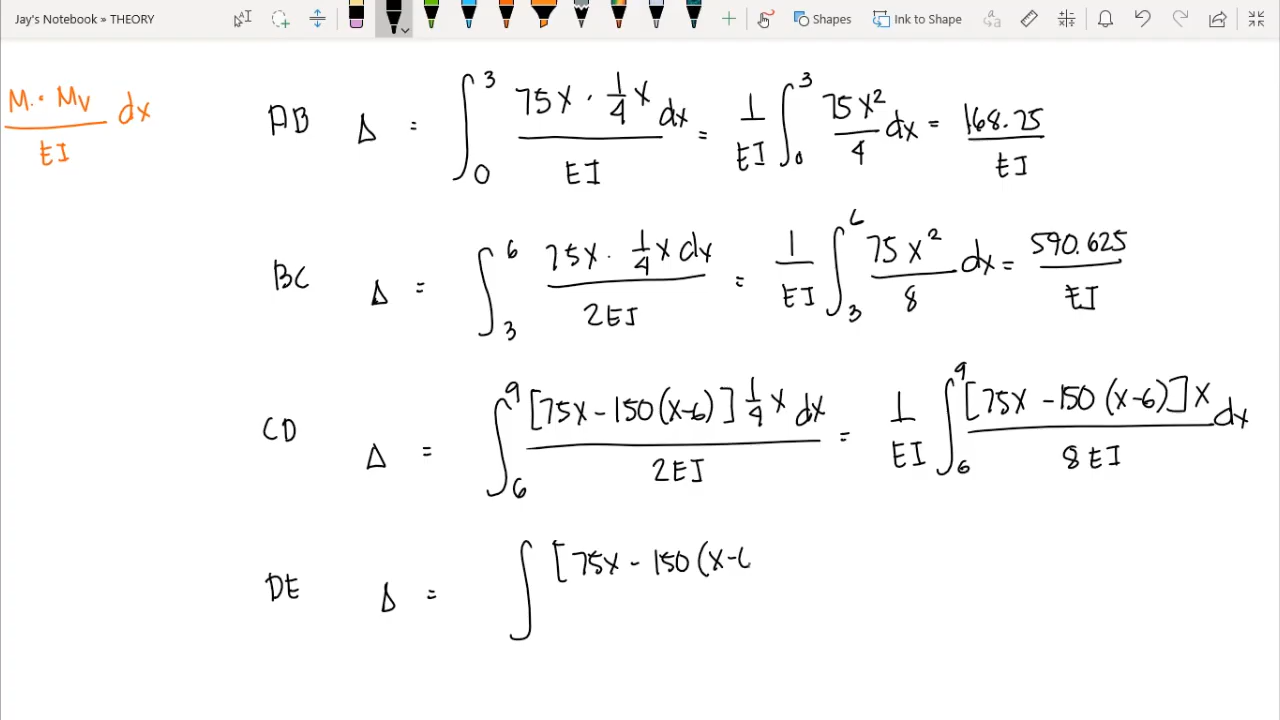 Jay's Notebook » THEORY
Shapes
Ink to Shape
M · Mv / EI dx
AB Δ = ∫₀³ 75x · 1/4 x / EI dx = 1/EI ∫₀³ 75x² / 4 dx = 168.75 / EI
BC Δ = ∫₃⁶ 75x · 1/4 x dx / 2EI = 1/EI ∫₃⁶ 75x² / 8 dx = 590.625 / EI
CD Δ = ∫₆⁹ [75x - 150(x-6)] 1/4 x dx / 2EI = 1/EI ∫₆⁹ [75x - 150(x-6)]x / 8EI dx
DE Δ = ∫ [75x - 150(x-6